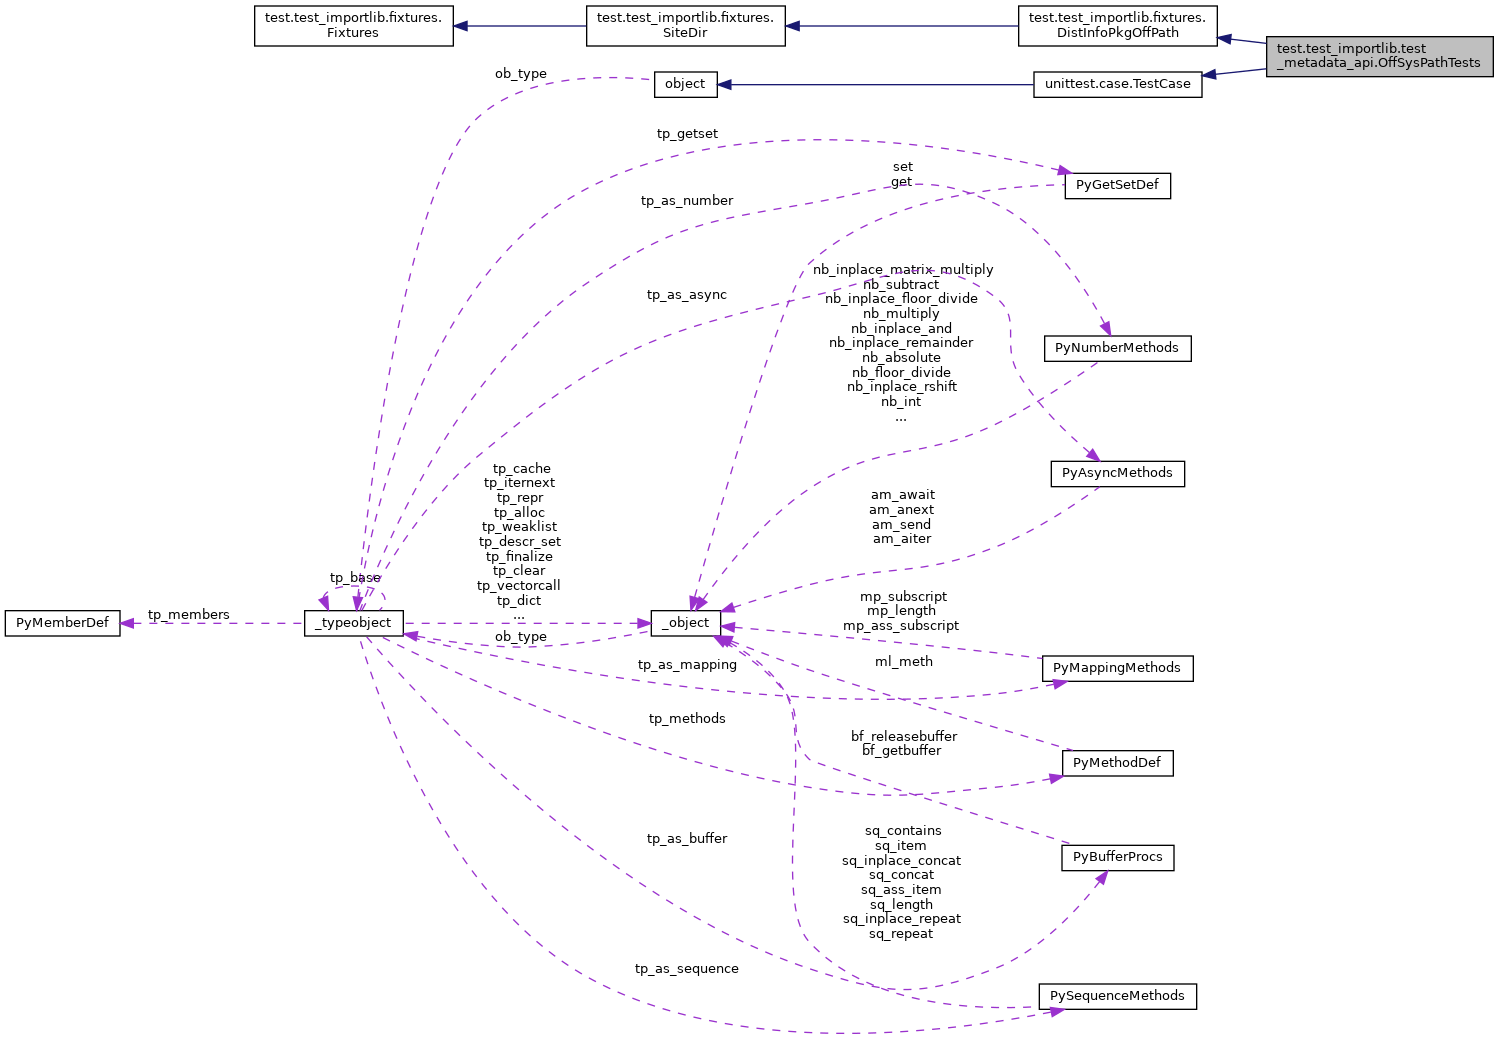 test.test_importlib.fixtures.
Fixtures
test.test_importlib.fixtures.
SiteDir
test.test_importlib.fixtures.
DistInfoPkgOffPath
test.test_importlib.test
_metadata_api.OffSysPathTests
ob_type
object
unittest.case.TestCase
tp_getset
set
get
PyGetSetDef
tp_as_number
nb_inplace_matrix_multiply
nb_subtract
nb_inplace_floor_divide
nb_multiply
nb_inplace_and
nb_inplace_remainder
nb_absolute
nb_floor_divide
nb_inplace_rshift
nb_int
...
tp_as_async
PyNumberMethods
PyAsyncMethods
tp_cache
tp_iternext
tp_repr
tp_alloc
tp_weaklist
tp_descr_set
tp_finalize
tp_clear
tp_vectorcall
tp_dict
...
am_await
am_anext
am_send
am_aiter
tp_base
PyMemberDef
tp_members
_typeobject
ob_type
_object
mp_subscript
mp_length
mp_ass_subscript
tp_as_mapping
ml_meth
PyMappingMethods
tp_methods
bf_releasebuffer
bf_getbuffer
PyMethodDef
tp_as_buffer
sq_contains
sq_item
sq_inplace_concat
sq_concat
sq_ass_item
sq_length
sq_inplace_repeat
sq_repeat
PyBufferProcs
tp_as_sequence
PySequenceMethods